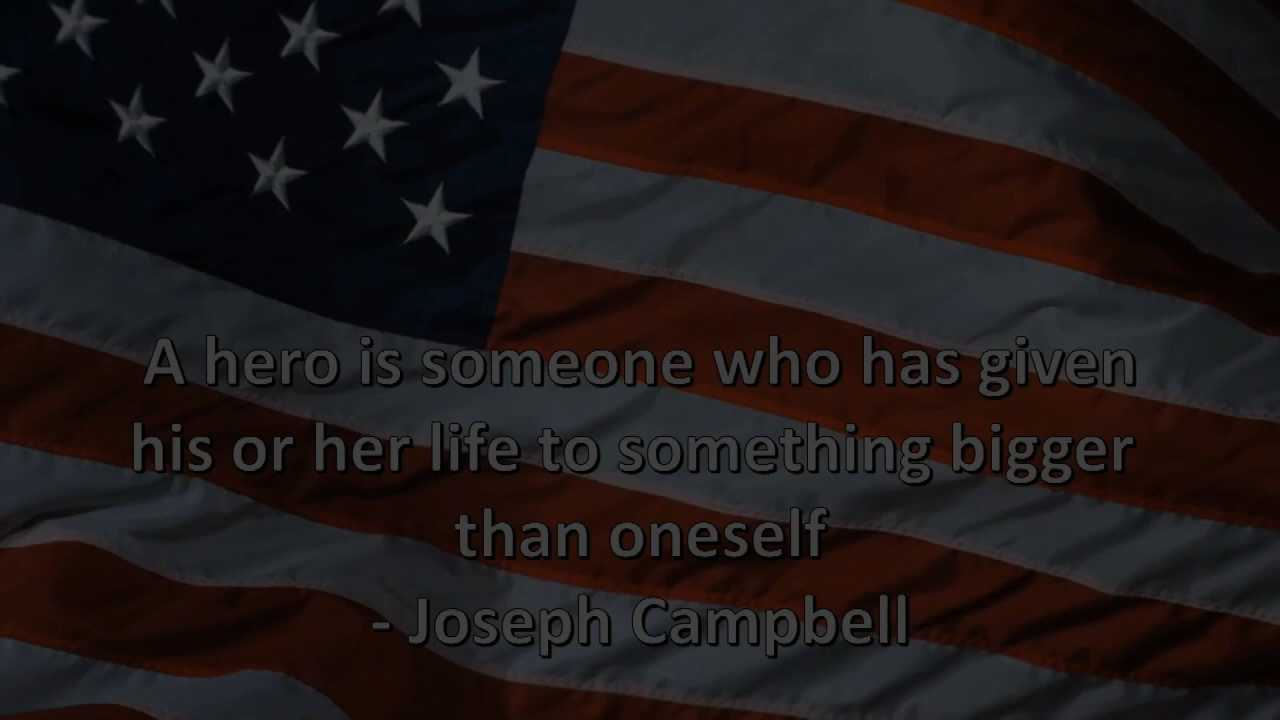 A hero is someone who has given
his or her life to something bigger
than oneself
- Joseph Campbell